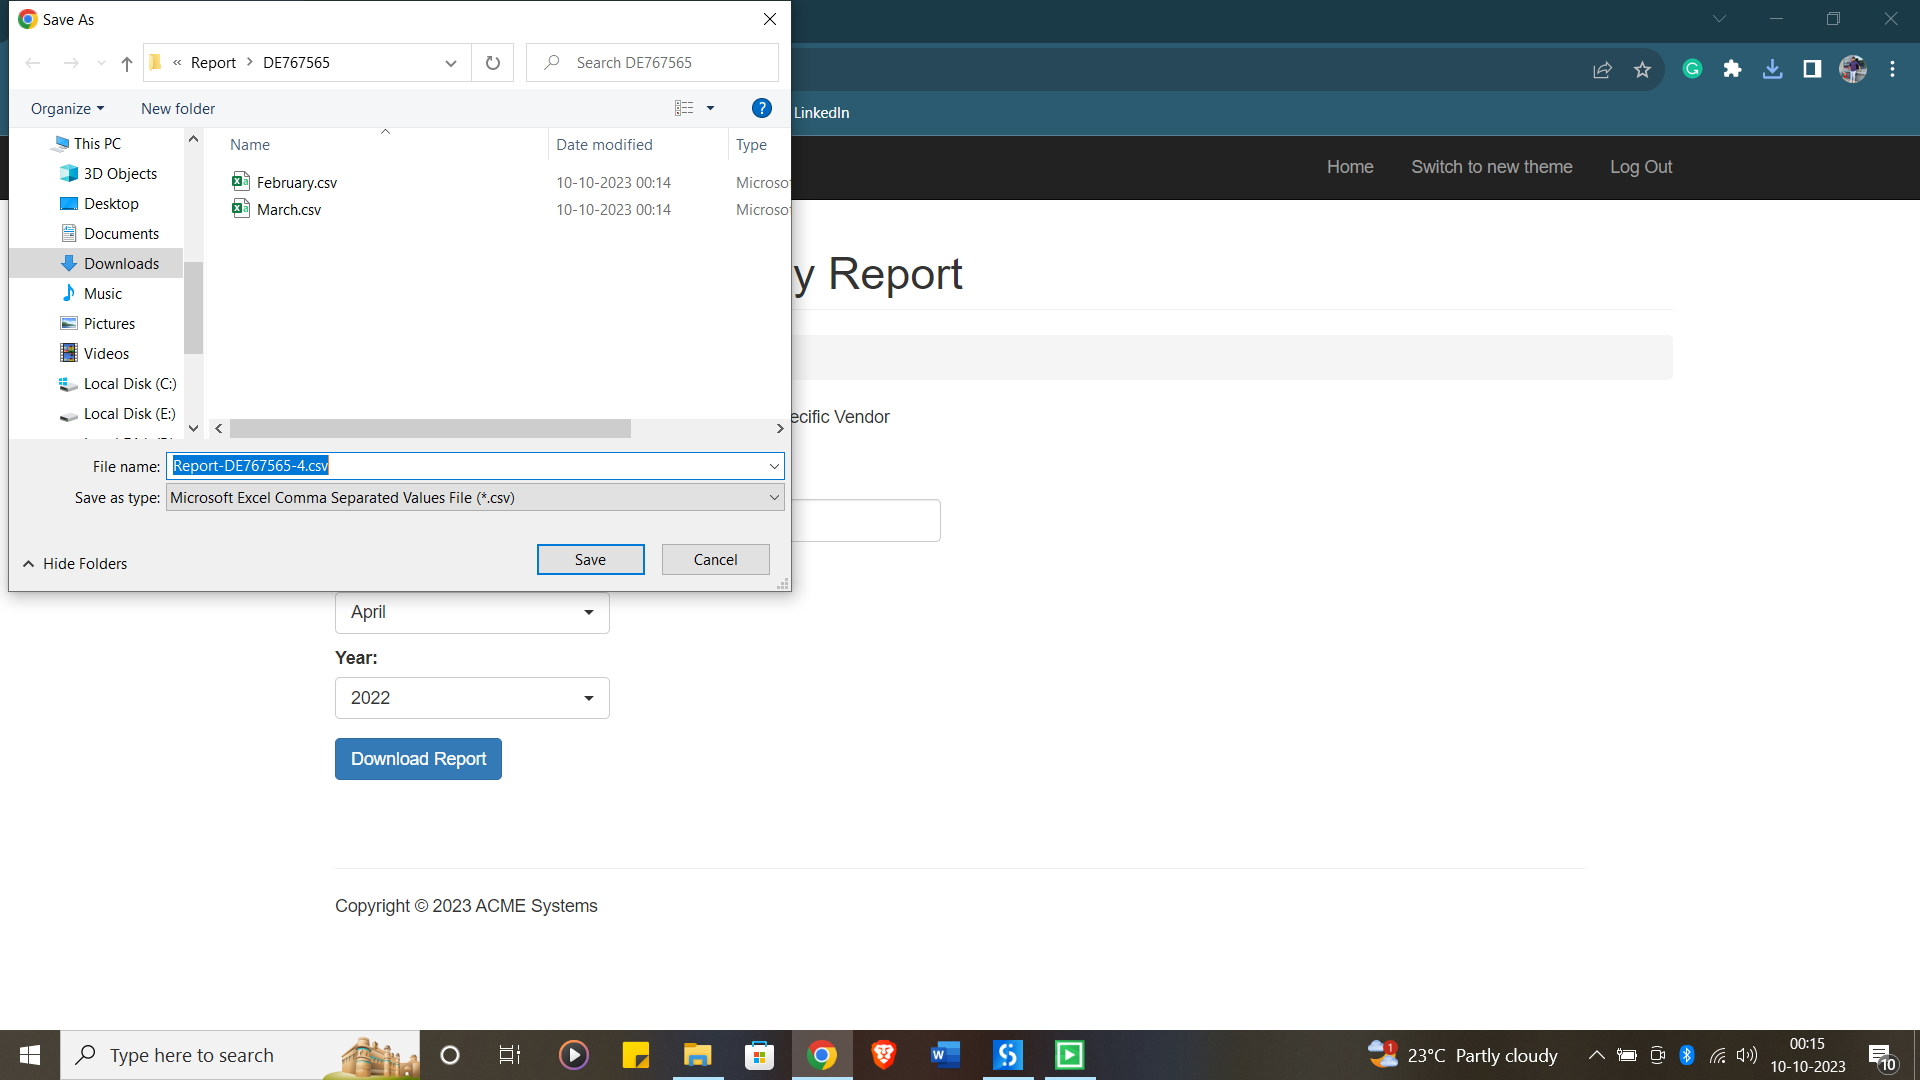 Save As
« Report > DE767565
Search DE767565
Organize
New folder
?
LinkedIn
This PC
3D Objects
Desktop
Documents
Downloads
Music
Pictures
Videos
Local Disk (C:)
Local Disk (E:)
Name Date modified Type
February.csv 10-10-2023 00:14 Microsof
March.csv 10-10-2023 00:14 Microsof
File name: Report-DE767565-4.csv
Save as type: Microsoft Excel Comma Separated Values File (*.csv)
Hide Folders
Save
Cancel
Home
Switch to new theme
Log Out
y Report
ecific Vendor
April
Year:
2022
Download Report
Copyright © 2023 ACME Systems
Type here to search
1
23°C Partly cloudy
00:15
10-10-2023
10